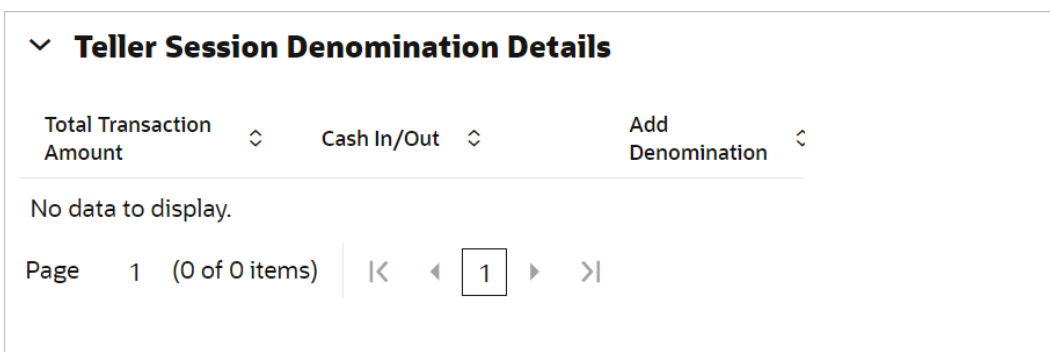 Teller Session Denomination Details
Total Transaction Amount
Cash In/Out
Add Denomination
No data to display.
Page 1 (0 of 0 items) 1